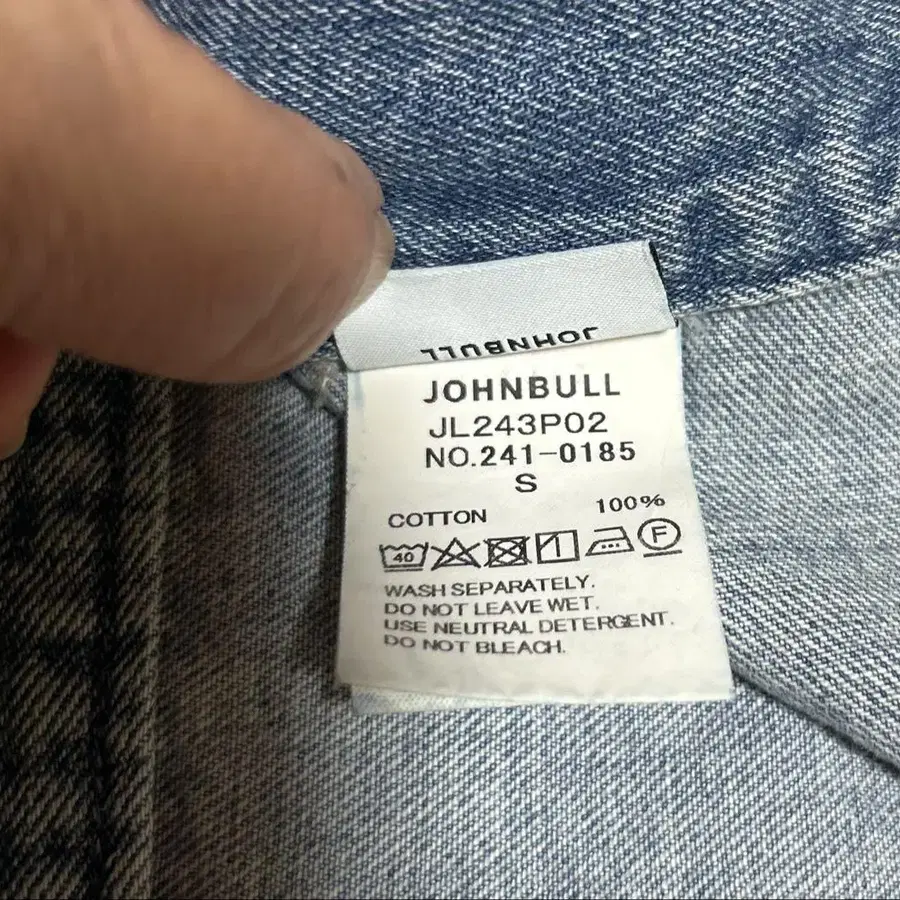 JOHNBULL
JOHNBULL
JL243P02
NO.241-0185
S
COTTON 100%
40 F
WASH SEPARATELY.
DO NOT LEAVE WET.
USE NEUTRAL DETERGENT.
DO NOT BLEACH.